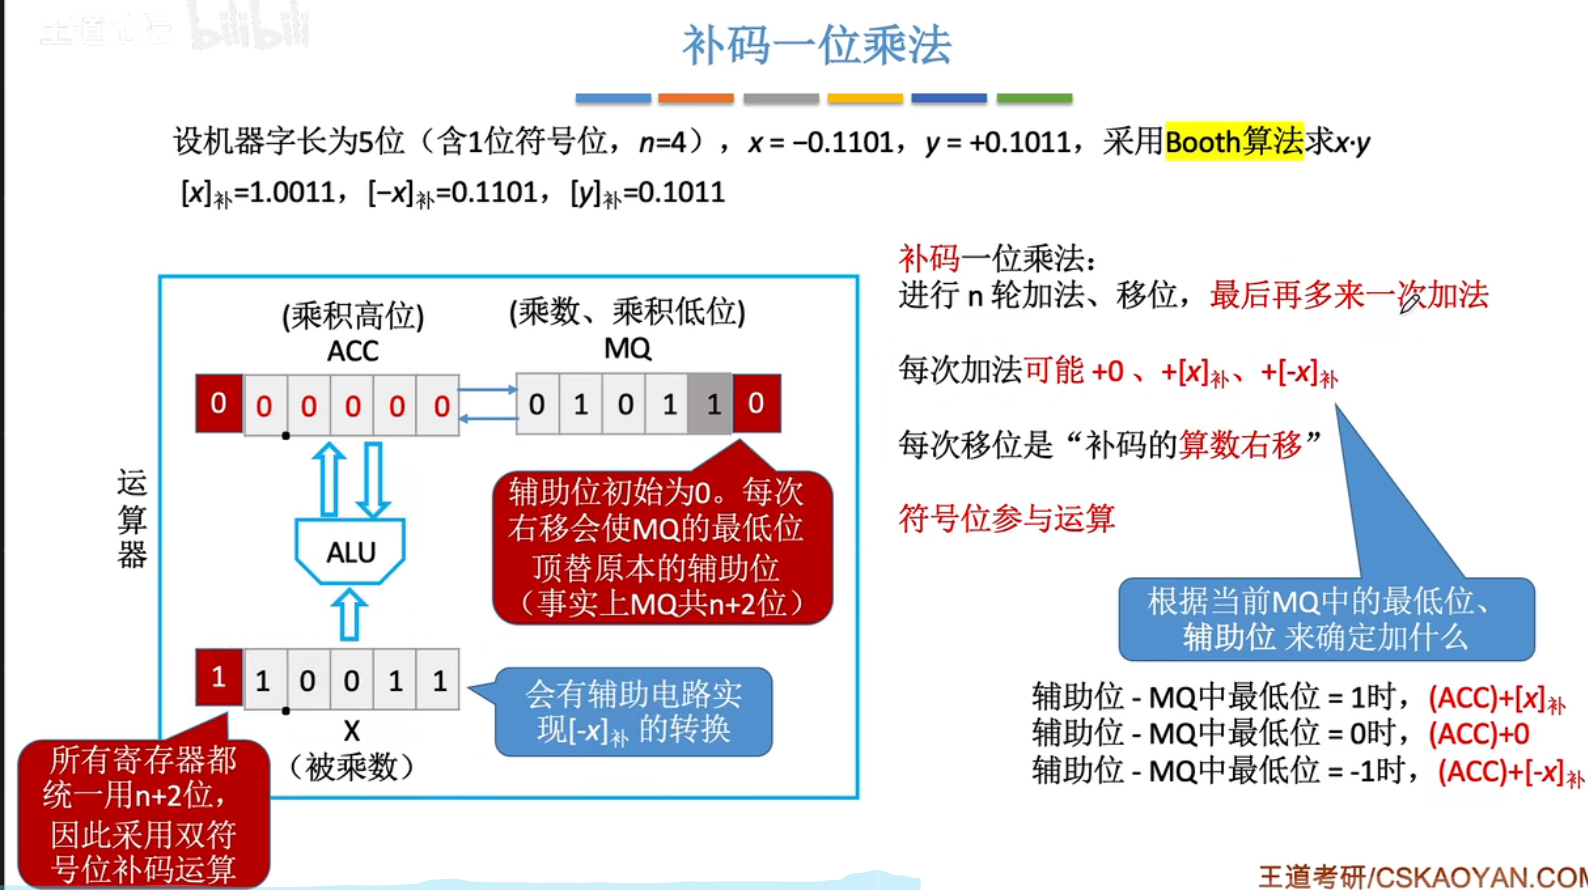 bilibili
补码一位乘法
设机器字长为5位（含1位符号位，n=4），x = −0.1101，y = +0.1011，采用Booth算法求x·y
[x]补=1.0011，[−x]补=0.1101，[y]补=0.1011
补码一位乘法：
进行 n 轮加法、移位，最后再多来一次加法
每次加法可能 +0 、+[x]补、+[-x]补
每次移位是“补码的算数右移”
符号位参与运算
根据当前MQ中的最低位、
辅助位 来确定加什么
辅助位 - MQ中最低位 = 1时，(ACC)+[x]补
辅助位 - MQ中最低位 = 0时，(ACC)+0
辅助位 - MQ中最低位 = -1时，(ACC)+[-x]补
(乘积高位)
ACC
(乘数、乘积低位)
MQ
0 0 0 0 0 0
0 1 0 1 1 0
运算器
ALU
辅助位初始为0。每次
右移会使MQ的最低位
顶替原本的辅助位
（事实上MQ共n+2位）
1 1 0 0 1 1
X
（被乘数）
会有辅助电路实
现[-x]补 的转换
所有寄存器都
统一用n+2位，
因此采用双符
号位补码运算
王道考研/CSKAOYAN.COM